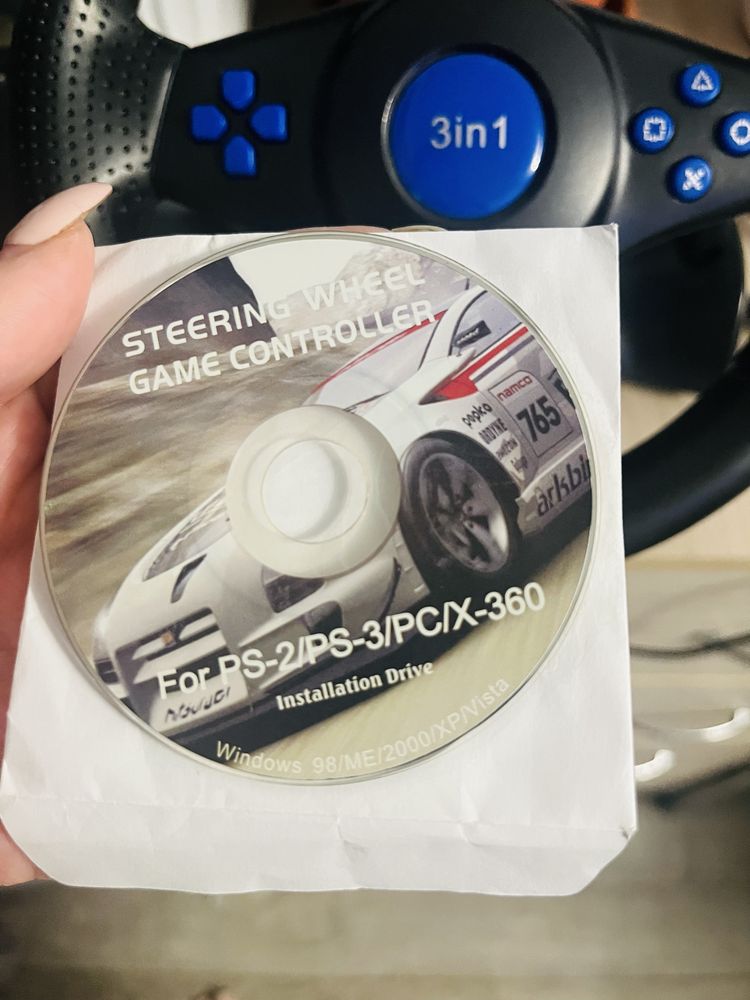 3in1
STEERING WHEEL
GAME CONTROLLER
namco
765
For PS-2/PS-3/PC/X-360
Installation Drive
Windows 98/ME/2000/XP/Vista